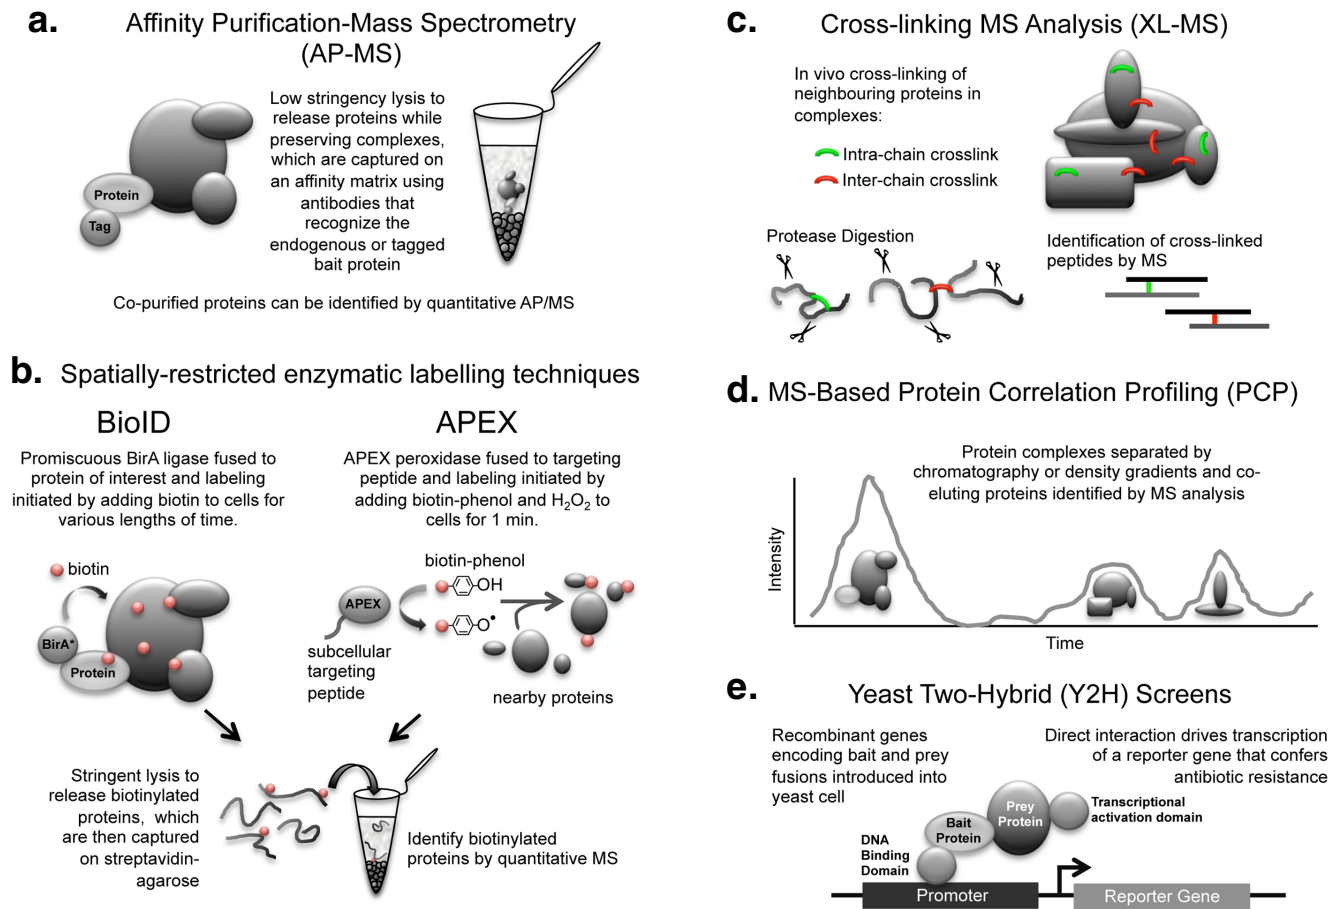 a.
Affinity Purification-Mass Spectrometry
(AP-MS)
Low stringency lysis to
release proteins while
preserving complexes,
which are captured on
an affinity matrix using
antibodies that
recognize the
endogenous or tagged
bait protein
Protein
Tag
Co-purified proteins can be identified by quantitative AP/MS
b. Spatially-restricted enzymatic labelling techniques
BioID
Promiscuous BirA ligase fused to
protein of interest and labeling
initiated by adding biotin to cells for
various lengths of time.
biotin
BirA*
Protein
APEX
APEX peroxidase fused to targeting
peptide and labeling initiated by
adding biotin-phenol and H₂O₂ to
cells for 1 min.
biotin-phenol
OH
APEX
O•
subcellular
targeting
peptide
nearby proteins
Stringent lysis to
release biotinylated
proteins, which
are then captured
on streptavidin-
agarose
Identify biotinylated
proteins by quantitative MS
c.
Cross-linking MS Analysis (XL-MS)
In vivo cross-linking of
neighbouring proteins in
complexes:
Intra-chain crosslink
Inter-chain crosslink
Protease Digestion
Identification of cross-linked
peptides by MS
d. MS-Based Protein Correlation Profiling (PCP)
Protein complexes separated by
chromatography or density gradients and co-
eluting proteins identified by MS analysis
Intensity
Time
e.
Yeast Two-Hybrid (Y2H) Screens
Recombinant genes
encoding bait and prey
fusions introduced into
yeast cell
Direct interaction drives transcription
of a reporter gene that confers
antibiotic resistance
Prey
Protein
Transcriptional
activation domain
Bait
Protein
DNA
Binding
Domain
Promoter
Reporter Gene